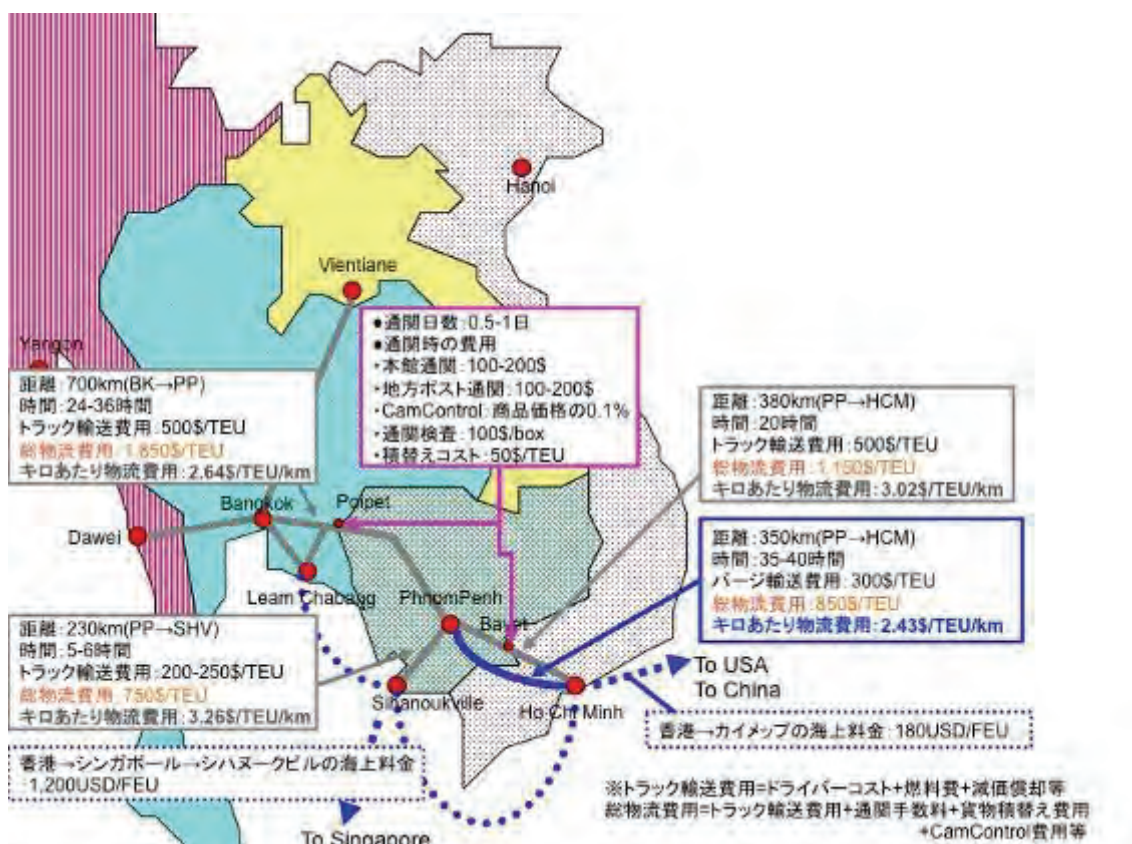 Hanoi
Vientiane
Yangon
●通関日数:0.5-1日
●通関時の費用
・本館通関:100-200$
・地方ポスト通関:100-200$
・CamControl:商品価格の0.1%
・通関検査:100$/box
・積替えコスト:50$/TEU
距離:700km(BK→PP)
時間:24-36時間
トラック輸送費用:500$/TEU
総物流費用:1,850$/TEU
キロあたり物流費用:2.64$/TEU/km
距離:380km(PP→HCM)
時間:20時間
トラック輸送費用:500$/TEU
総物流費用:1,150$/TEU
キロあたり物流費用:3.02$/TEU/km
Bangkok
Poipet
Dawei
Leam Chabang
PhnomPenh
Bavet
距離:350km(PP→HCM)
時間:35-40時間
バージ輸送費用:300$/TEU
総物流費用:850$/TEU
キロあたり物流費用:2.43$/TEU/km
距離:230km(PP→SHV)
時間:5-6時間
トラック輸送費用:200-250$/TEU
総物流費用:750$/TEU
キロあたり物流費用:3.26$/TEU/km
Sihanoukville
Ho Chi Minh
To USA
To China
香港→カイメップの海上料金:180USD/FEU
香港→シンガポール→シハヌークビルの海上料金
:1,200USD/FEU
To Singapore
※トラック輸送費用=ドライバーコスト+燃料費+減価償却等
総物流費用=トラック輸送費用+通関手数料+貨物積替え費用
+CamControl費用等